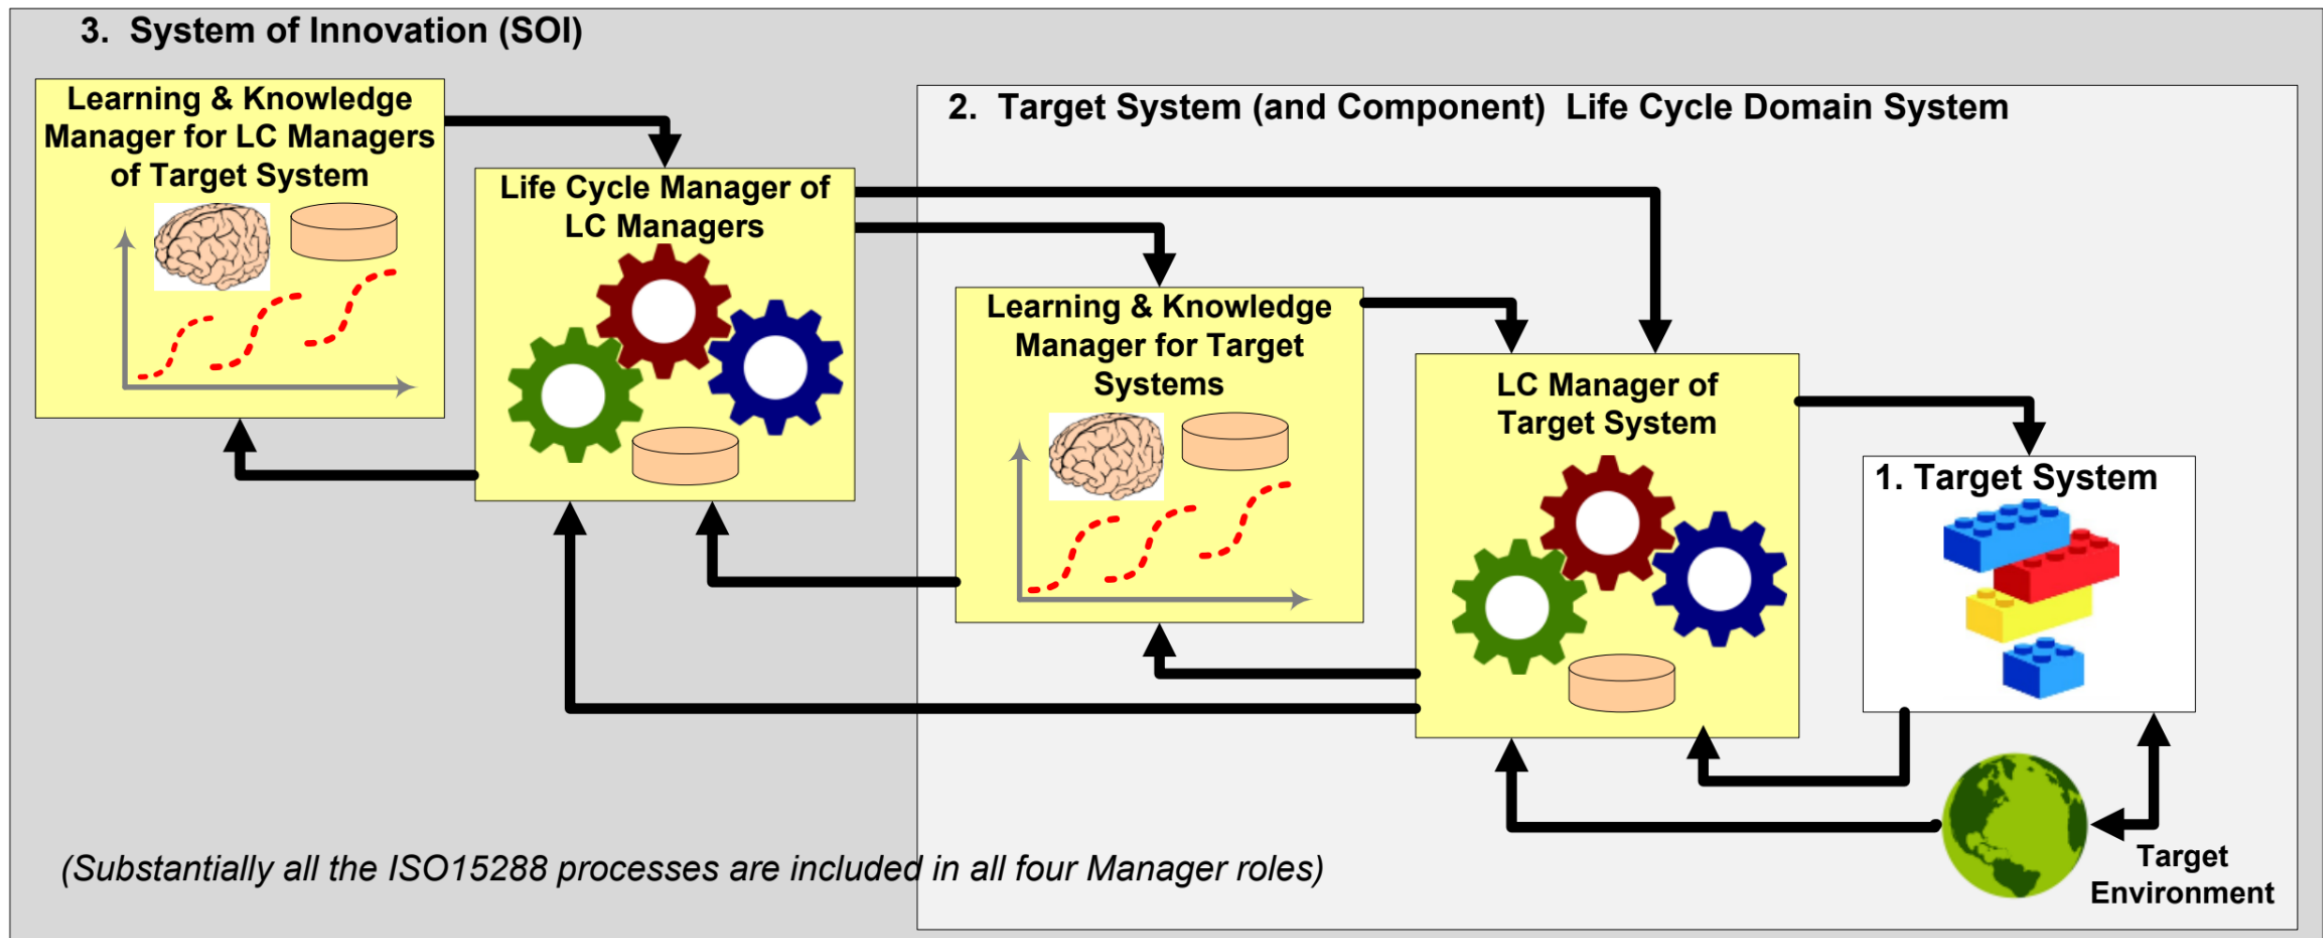 3. System of Innovation (SOI)
Learning & Knowledge
Manager for LC Managers
of Target System
2. Target System (and Component) Life Cycle Domain System
Life Cycle Manager of
LC Managers
Learning & Knowledge
Manager for Target
Systems
LC Manager of
Target System
1. Target System
Target
Environment
(Substantially all the ISO15288 processes are included in all four Manager roles)